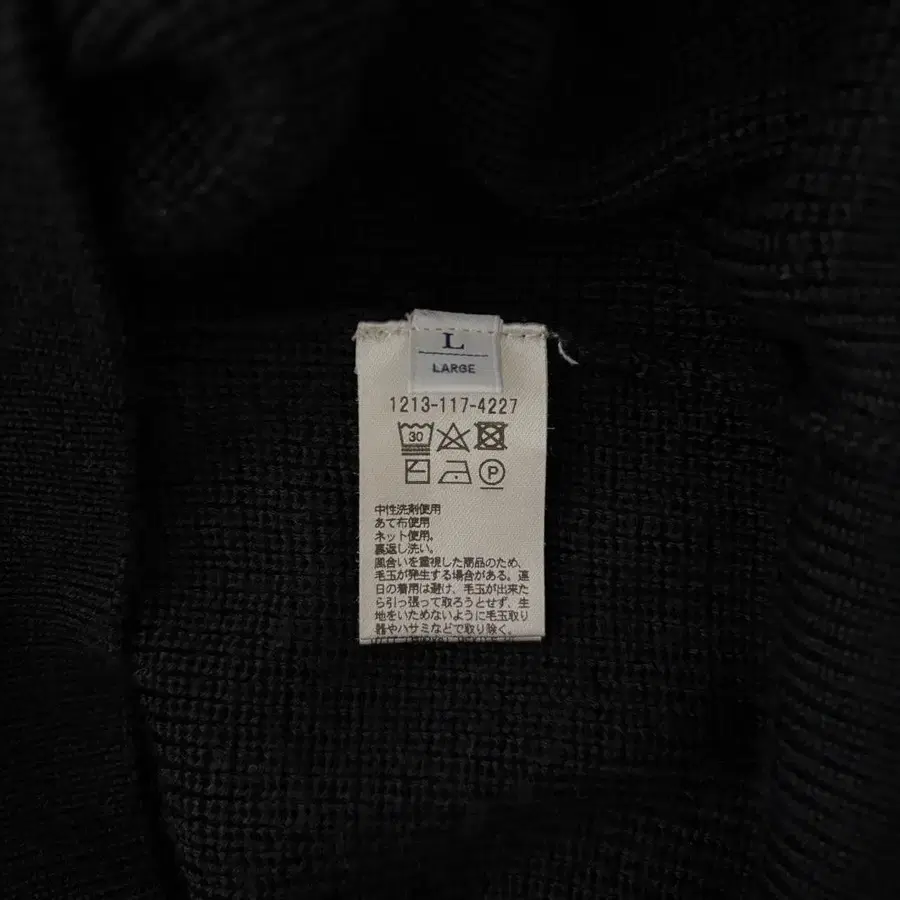 L
LARGE
1213-117-4227
30
P
中性洗剤使用
あて布使用
ネット使用。
裏返し洗い。
風合いを重視した商品のため、
毛玉が発生する場合がある。連
日の着用は避け、毛玉が出来た
ら引っ張って取ろうとせず、生
地をいためないように毛玉取り
器やハサミなどで取り除く。